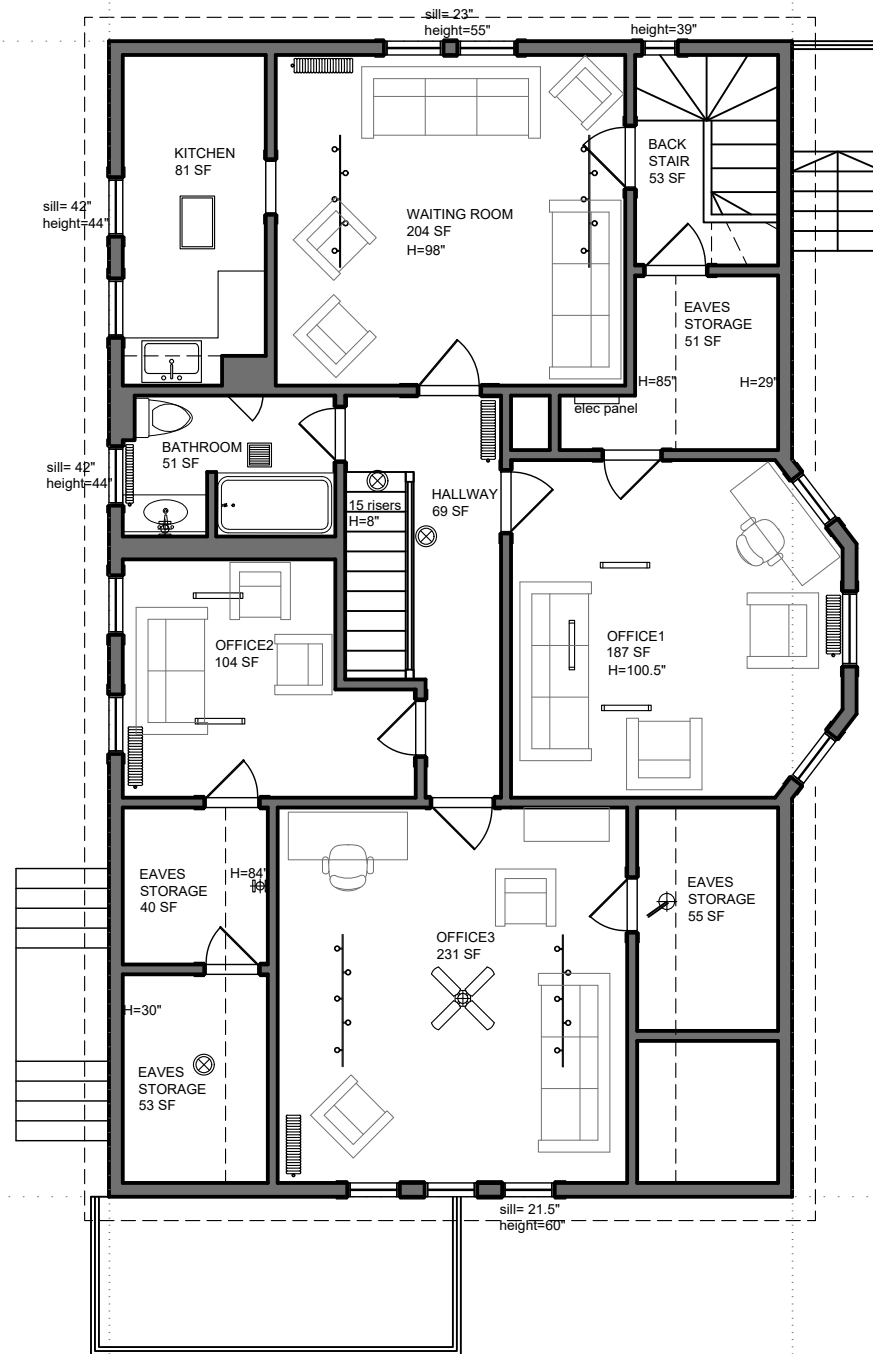 sill= 23"
height=55"
height=39"
KITCHEN
81 SF
BACK
STAIR
53 SF
sill= 42"
height=44"
WAITING ROOM
204 SF
H=98"
EAVES
STORAGE
51 SF
H=85"
H=29"
elec panel
BATHROOM
51 SF
sill= 42"
height=44"
HALLWAY
69 SF
15 risers
H=8"
OFFICE2
104 SF
OFFICE1
187 SF
H=100.5"
EAVES
STORAGE
40 SF
H=84"
EAVES
STORAGE
55 SF
OFFICE3
231 SF
H=30"
EAVES
STORAGE
53 SF
sill= 21.5"
height=60"